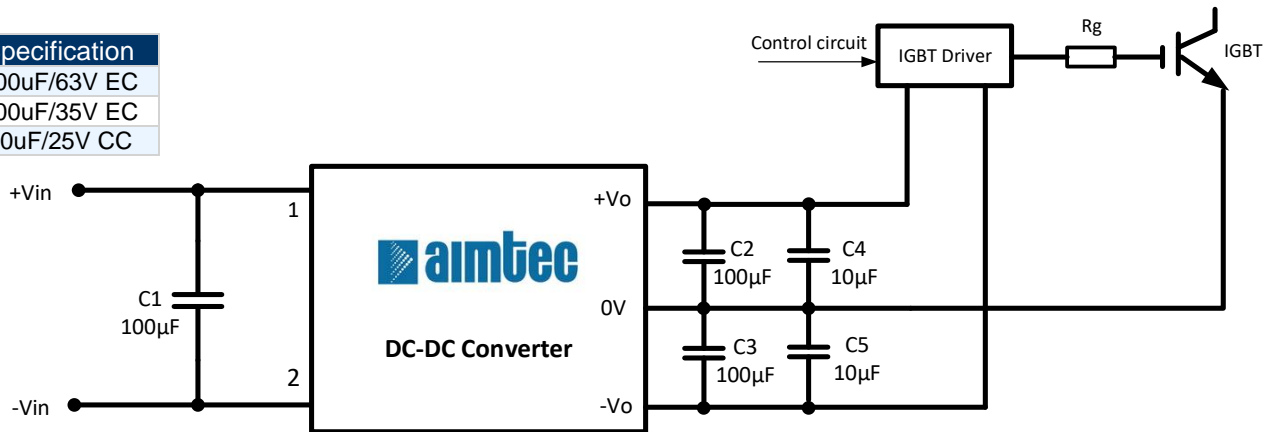 pecification
00uF/63V EC
00uF/35V EC
0uF/25V CC
Control circuit
IGBT Driver
Rg
IGBT
+Vin
1
C1
100µF
-Vin
2
aimtec
DC-DC Converter
+Vo
0V
-Vo
C2
100µF
C4
10µF
C3
100µF
C5
10µF